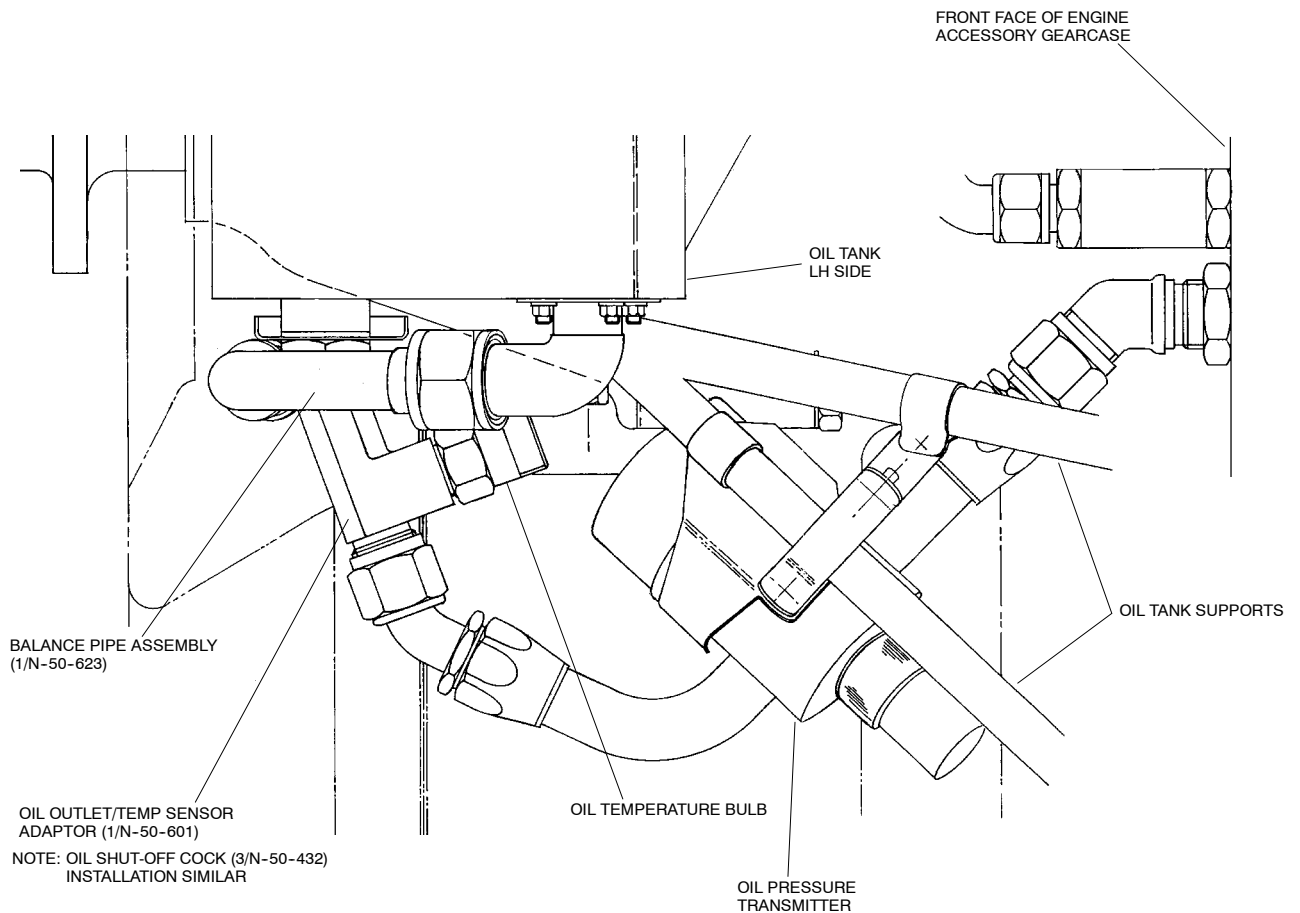 FRONT FACE OF ENGINE
ACCESSORY GEARCASE
OIL TANK
LH SIDE
OIL TANK SUPPORTS
BALANCE PIPE ASSEMBLY
(1/N-50-623)
OIL OUTLET/TEMP SENSOR
ADAPTOR (1/N-50-601)
NOTE: OIL SHUT-OFF COCK (3/N-50-432)
INSTALLATION SIMILAR
OIL TEMPERATURE BULB
OIL PRESSURE
TRANSMITTER